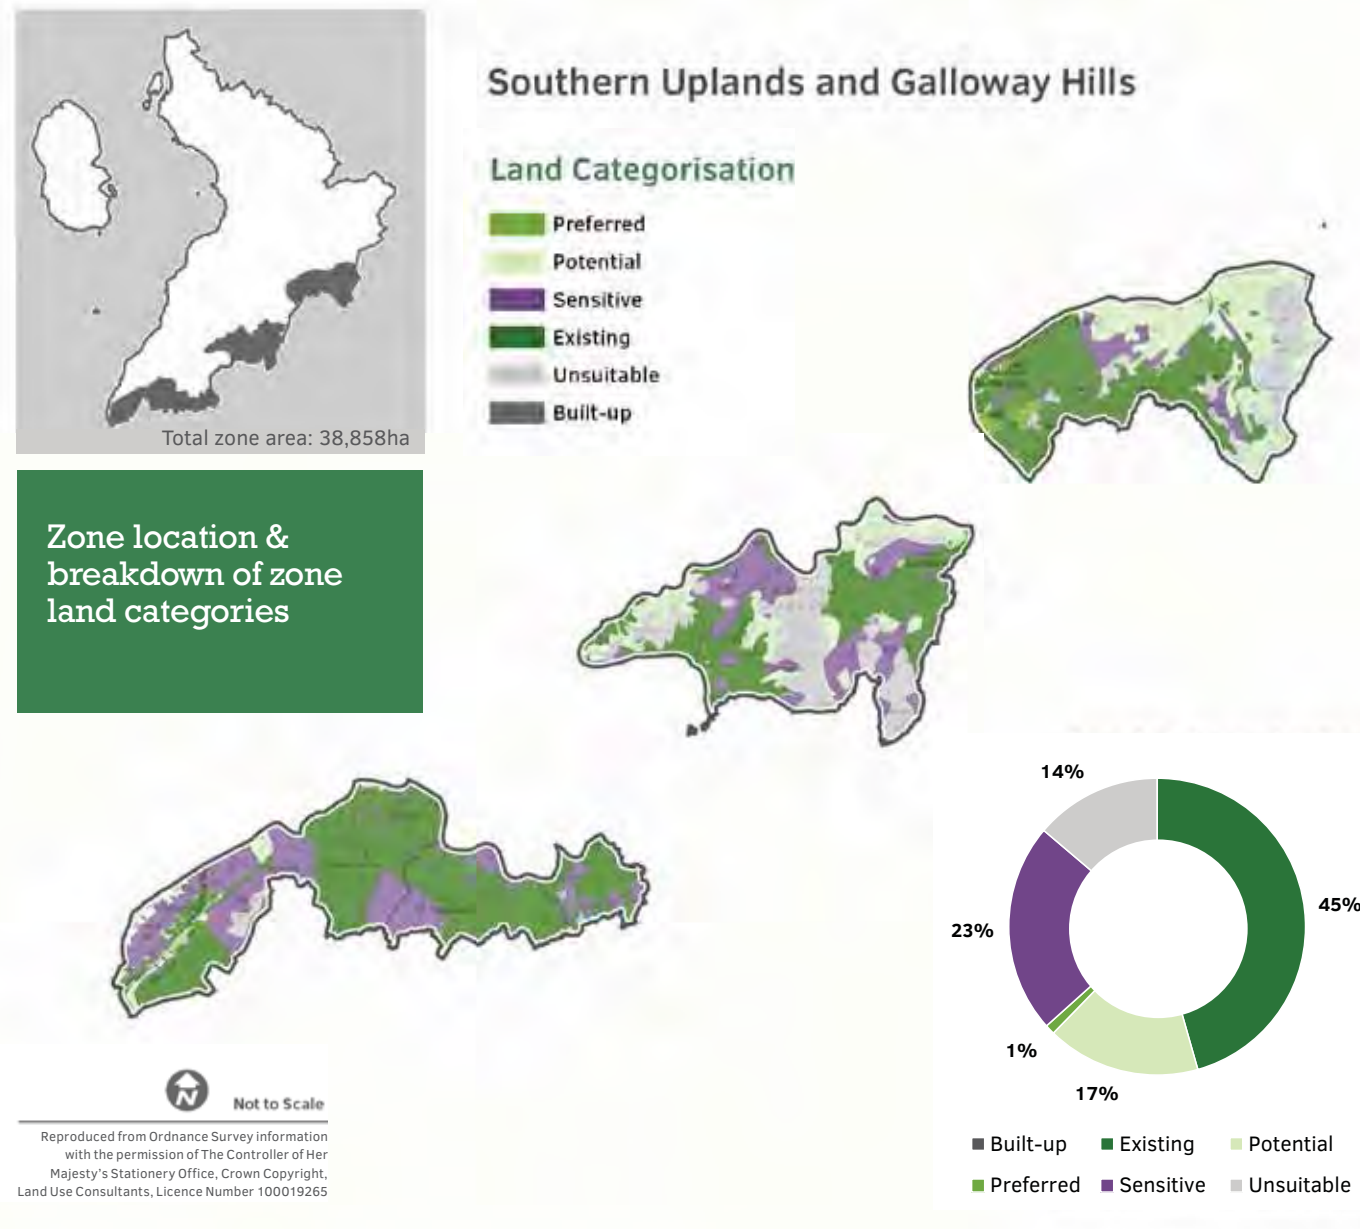 Total zone area: 38,858ha
Southern Uplands and Galloway Hills
Land Categorisation
Preferred
Potential
Sensitive
Existing
Unsuitable
Built-up
Zone location &
breakdown of zone
land categories
14%
45%
23%
1%
17%
Built-up Existing Potential
Preferred Sensitive Unsuitable
N
Not to Scale
Reproduced from Ordnance Survey information
with the permission of The Controller of Her
Majesty's Stationery Office, Crown Copyright,
Land Use Consultants, Licence Number 100019265